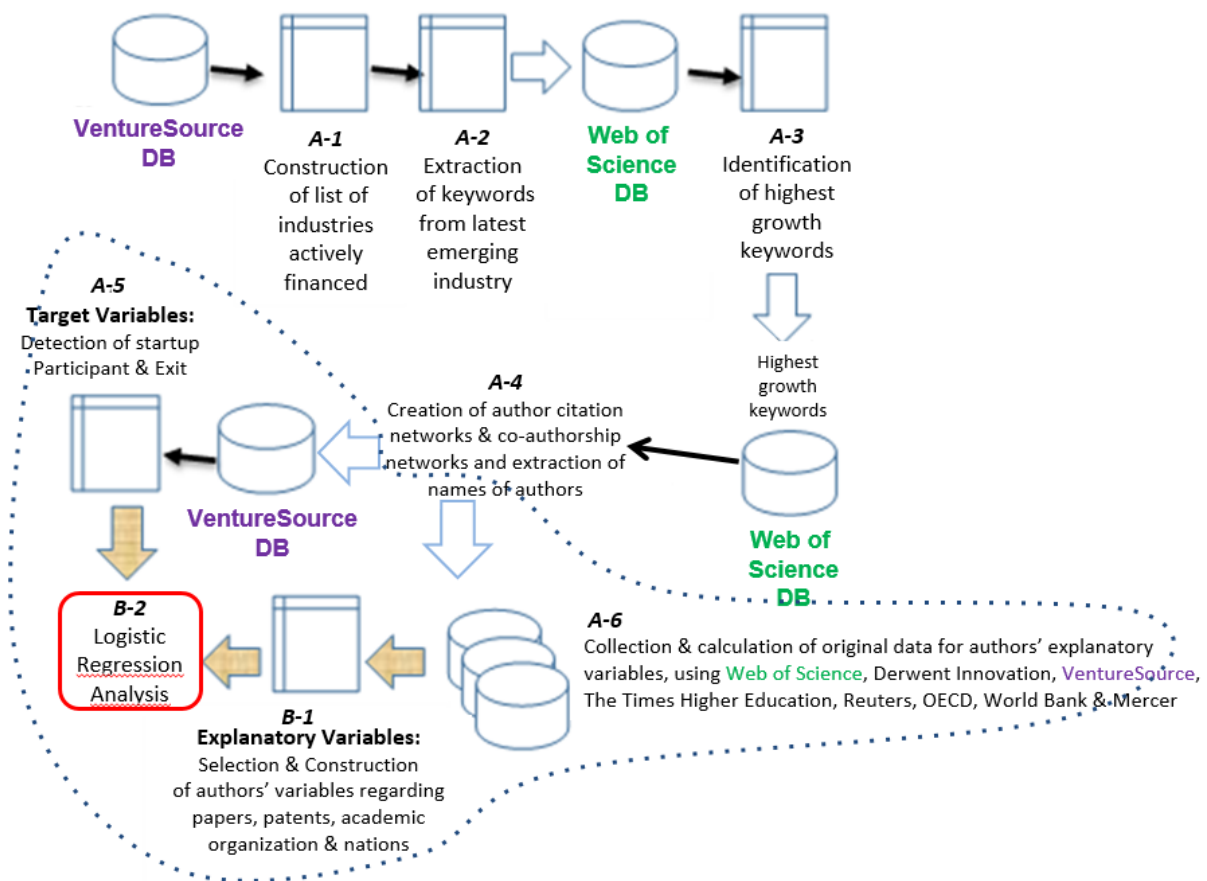 VentureSource
DB
A-1
Construction
of list of
industries
actively
financed
A-2
Extraction
of keywords
from latest
emerging
industry
Web of
Science
DB
A-3
Identification
of highest
growth
keywords
A-5
Target Variables:
Detection of startup
Participant & Exit
A-4
Creation of author citation
networks & co-authorship
networks and extraction of
names of authors
Highest
growth
keywords
VentureSource
DB
Web of
Science
DB
B-2
Logistic
Regression
Analysis
B-1
Explanatory Variables:
Selection & Construction
of authors’ variables regarding
papers, patents, academic
organization & nations
A-6
Collection & calculation of original data for authors’ explanatory
variables, using Web of Science, Derwent Innovation, VentureSource,
The Times Higher Education, Reuters, OECD, World Bank & Mercer